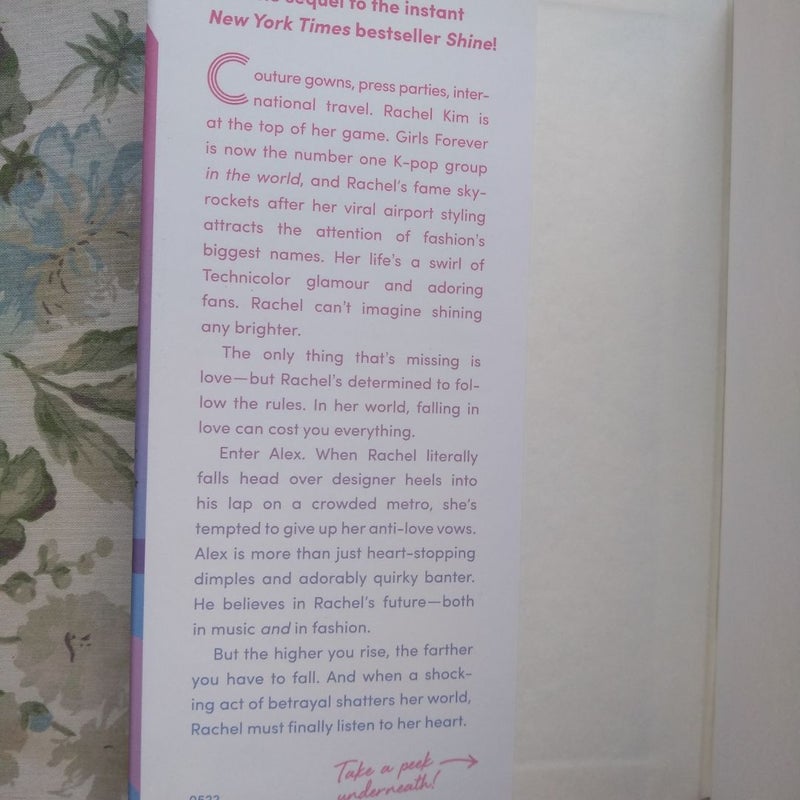 sequel to the instant
New York Times bestseller Shine!
Couture gowns, press parties, inter-
national travel. Rachel Kim is
at the top of her game. Girls Forever
is now the number one K-pop group
in the world, and Rachel's fame sky-
rockets after her viral airport styling
attracts the attention of fashion's
biggest names. Her life's a swirl of
Technicolor glamour and adoring
fans. Rachel can't imagine shining
any brighter.
The only thing that's missing is
love—but Rachel's determined to fol-
low the rules. In her world, falling in
love can cost you everything.
Enter Alex. When Rachel literally
falls head over designer heels into
his lap on a crowded metro, she's
tempted to give up her anti-love vows.
Alex is more than just heart-stopping
dimples and adorably quirky banter.
He believes in Rachel's future—both
in music and in fashion.
But the higher you rise, the farther
you have to fall. And when a shock-
ing act of betrayal shatters her world,
Rachel must finally listen to her heart.
Take a peek
underneath!
0522